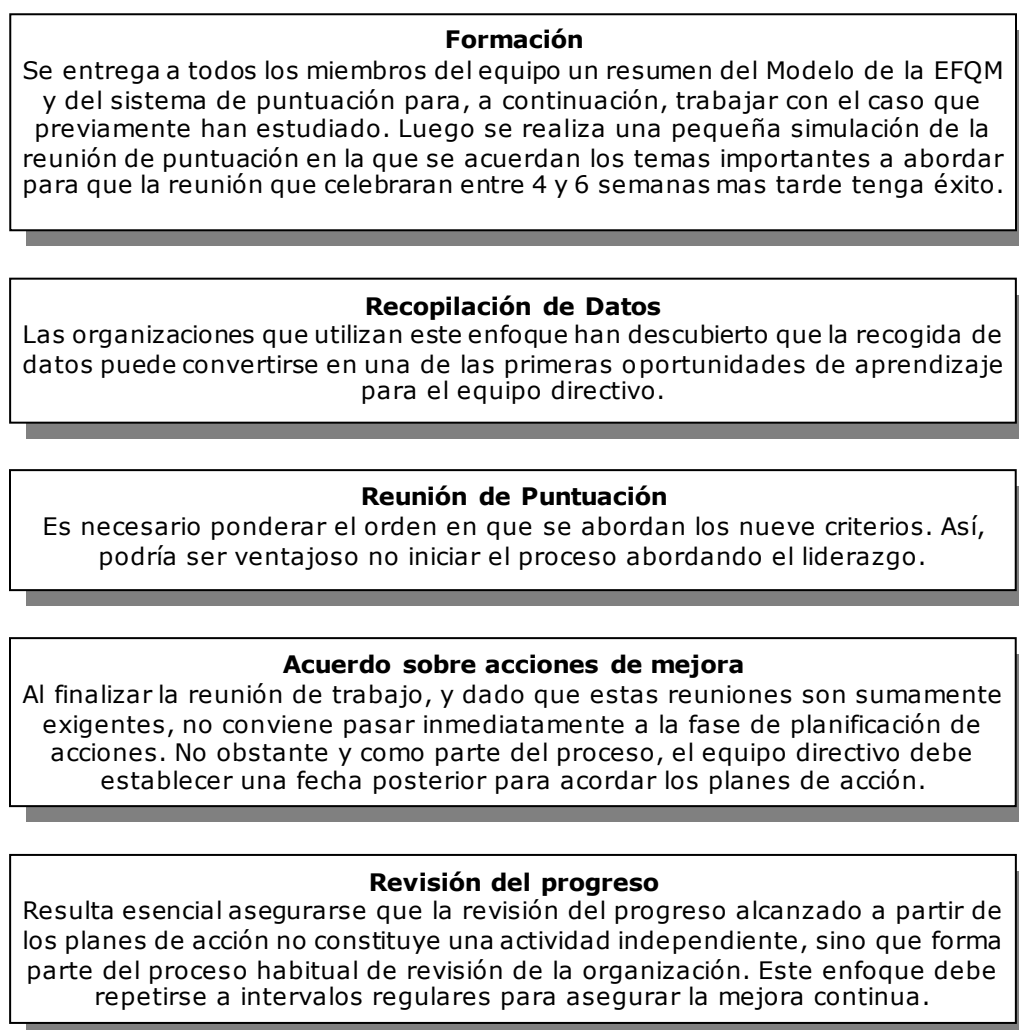 Formación
Se entrega a todos los miembros del equipo un resumen del Modelo de la EFQM
y del sistema de puntuación para, a continuación, trabajar con el caso que
previamente han estudiado. Luego se realiza una pequeña simulación de la
reunión de puntuación en la que se acuerdan los temas importantes a abordar
para que la reunión que celebraran entre 4 y 6 semanas mas tarde tenga éxito.
Recopilación de Datos
Las organizaciones que utilizan este enfoque han descubierto que la recogida de
datos puede convertirse en una de las primeras oportunidades de aprendizaje
para el equipo directivo.
Reunión de Puntuación
Es necesario ponderar el orden en que se abordan los nueve criterios. Así,
podría ser ventajoso no iniciar el proceso abordando el liderazgo.
Acuerdo sobre acciones de mejora
Al finalizar la reunión de trabajo, y dado que estas reuniones son sumamente
exigentes, no conviene pasar inmediatamente a la fase de planificación de
acciones. No obstante y como parte del proceso, el equipo directivo debe
establecer una fecha posterior para acordar los planes de acción.
Revisión del progreso
Resulta esencial asegurarse que la revisión del progreso alcanzado a partir de
los planes de acción no constituye una actividad independiente, sino que forma
parte del proceso habitual de revisión de la organización. Este enfoque debe
repetirse a intervalos regulares para asegurar la mejora continua.